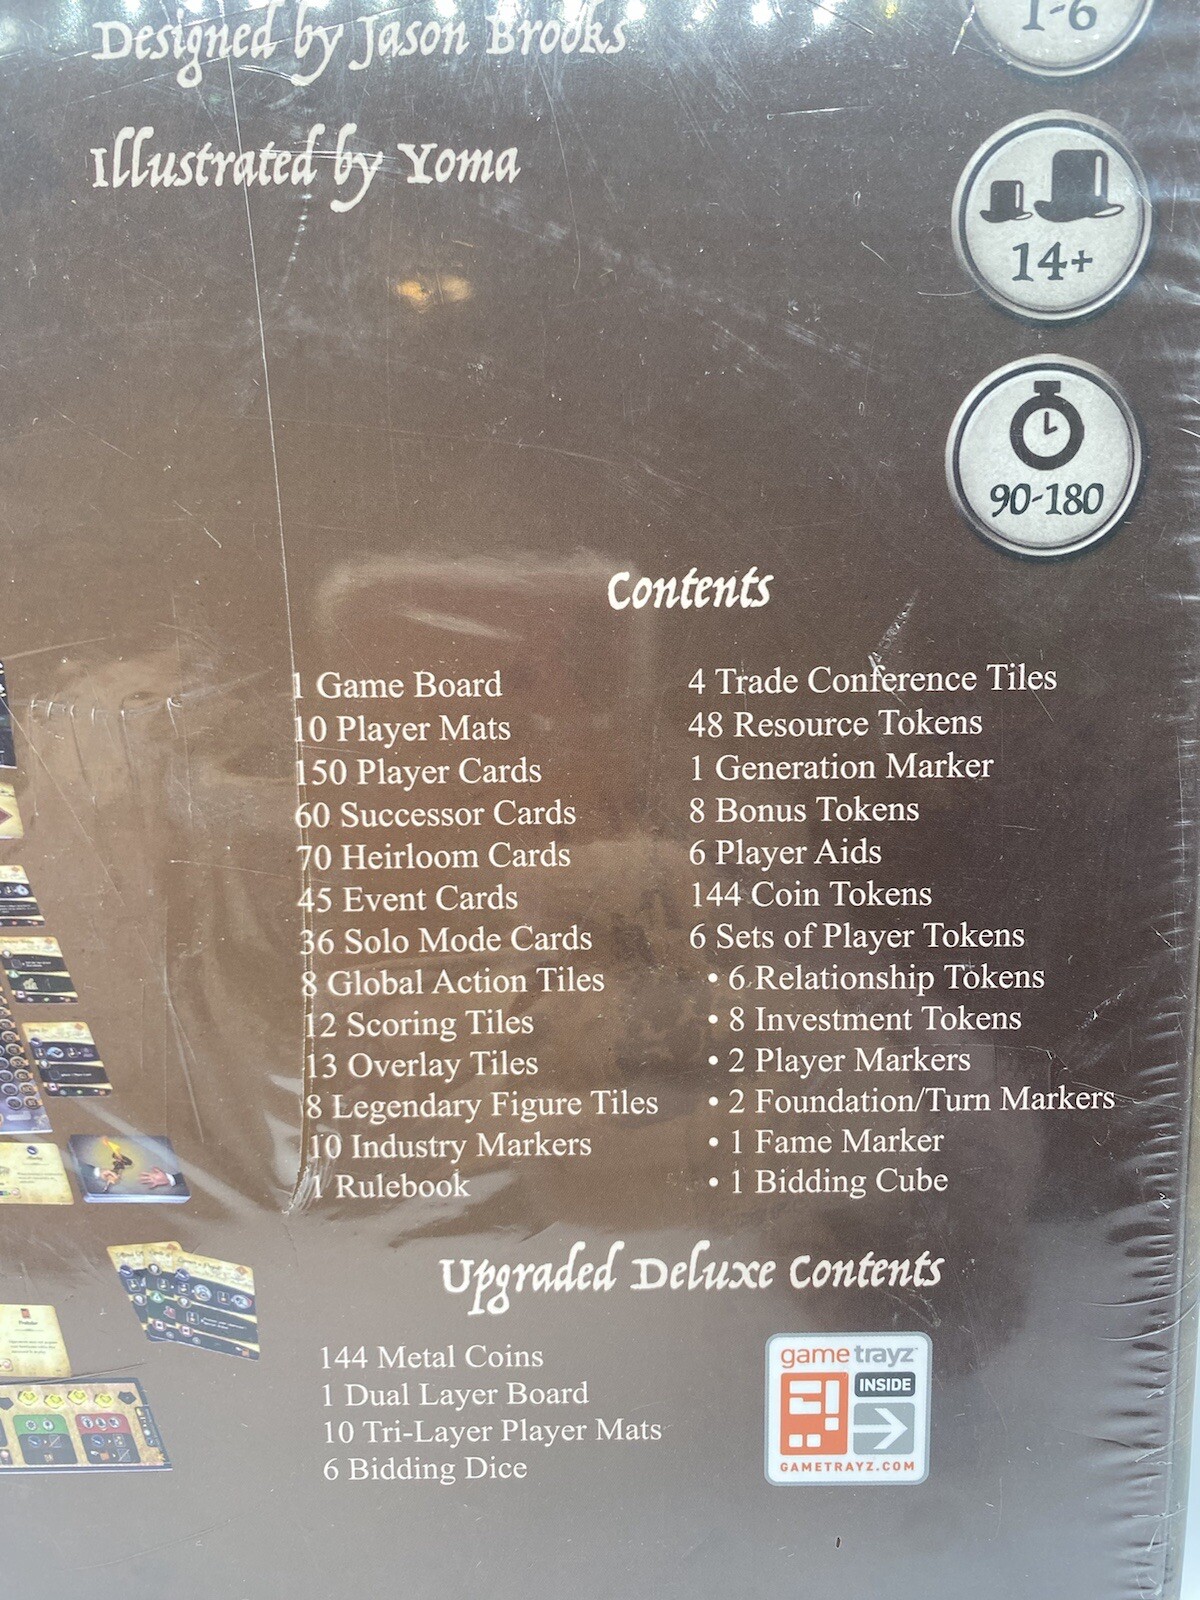 Designed by Jason Brooks
1-6
Illustrated by Yoma
14+
90-180
Contents
1 Game Board
10 Player Mats
150 Player Cards
60 Successor Cards
70 Heirloom Cards
45 Event Cards
36 Solo Mode Cards
8 Global Action Tiles
12 Scoring Tiles
13 Overlay Tiles
8 Legendary Figure Tiles
10 Industry Markers
1 Rulebook
4 Trade Conference Tiles
48 Resource Tokens
1 Generation Marker
8 Bonus Tokens
6 Player Aids
144 Coin Tokens
6 Sets of Player Tokens
• 6 Relationship Tokens
• 8 Investment Tokens
• 2 Player Markers
• 2 Foundation/Turn Markers
• 1 Fame Marker
• 1 Bidding Cube
Upgraded Deluxe Contents
144 Metal Coins
1 Dual Layer Board
10 Tri-Layer Player Mats
6 Bidding Dice
game trayz
INSIDE
GAMETRAYZ.COM